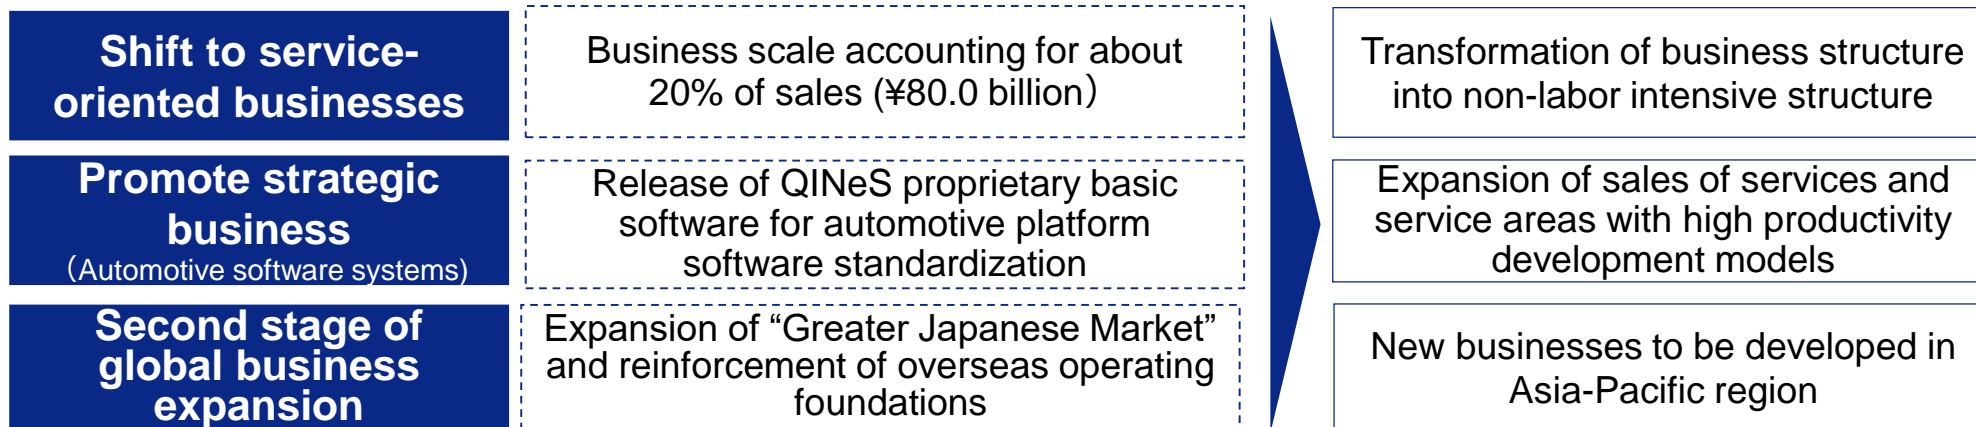 Shift to service-
oriented businesses
Business scale accounting for about
20% of sales (¥80.0 billion）
Transformation of business structure
into non-labor intensive structure
Promote strategic
business
（Automotive software systems)
Release of QINeS proprietary basic
software for automotive platform
software standardization
Expansion of sales of services and
service areas with high productivity
development models
Second stage of
global business
expansion
Expansion of “Greater Japanese Market”
and reinforcement of overseas operating
foundations
New businesses to be developed in
Asia-Pacific region